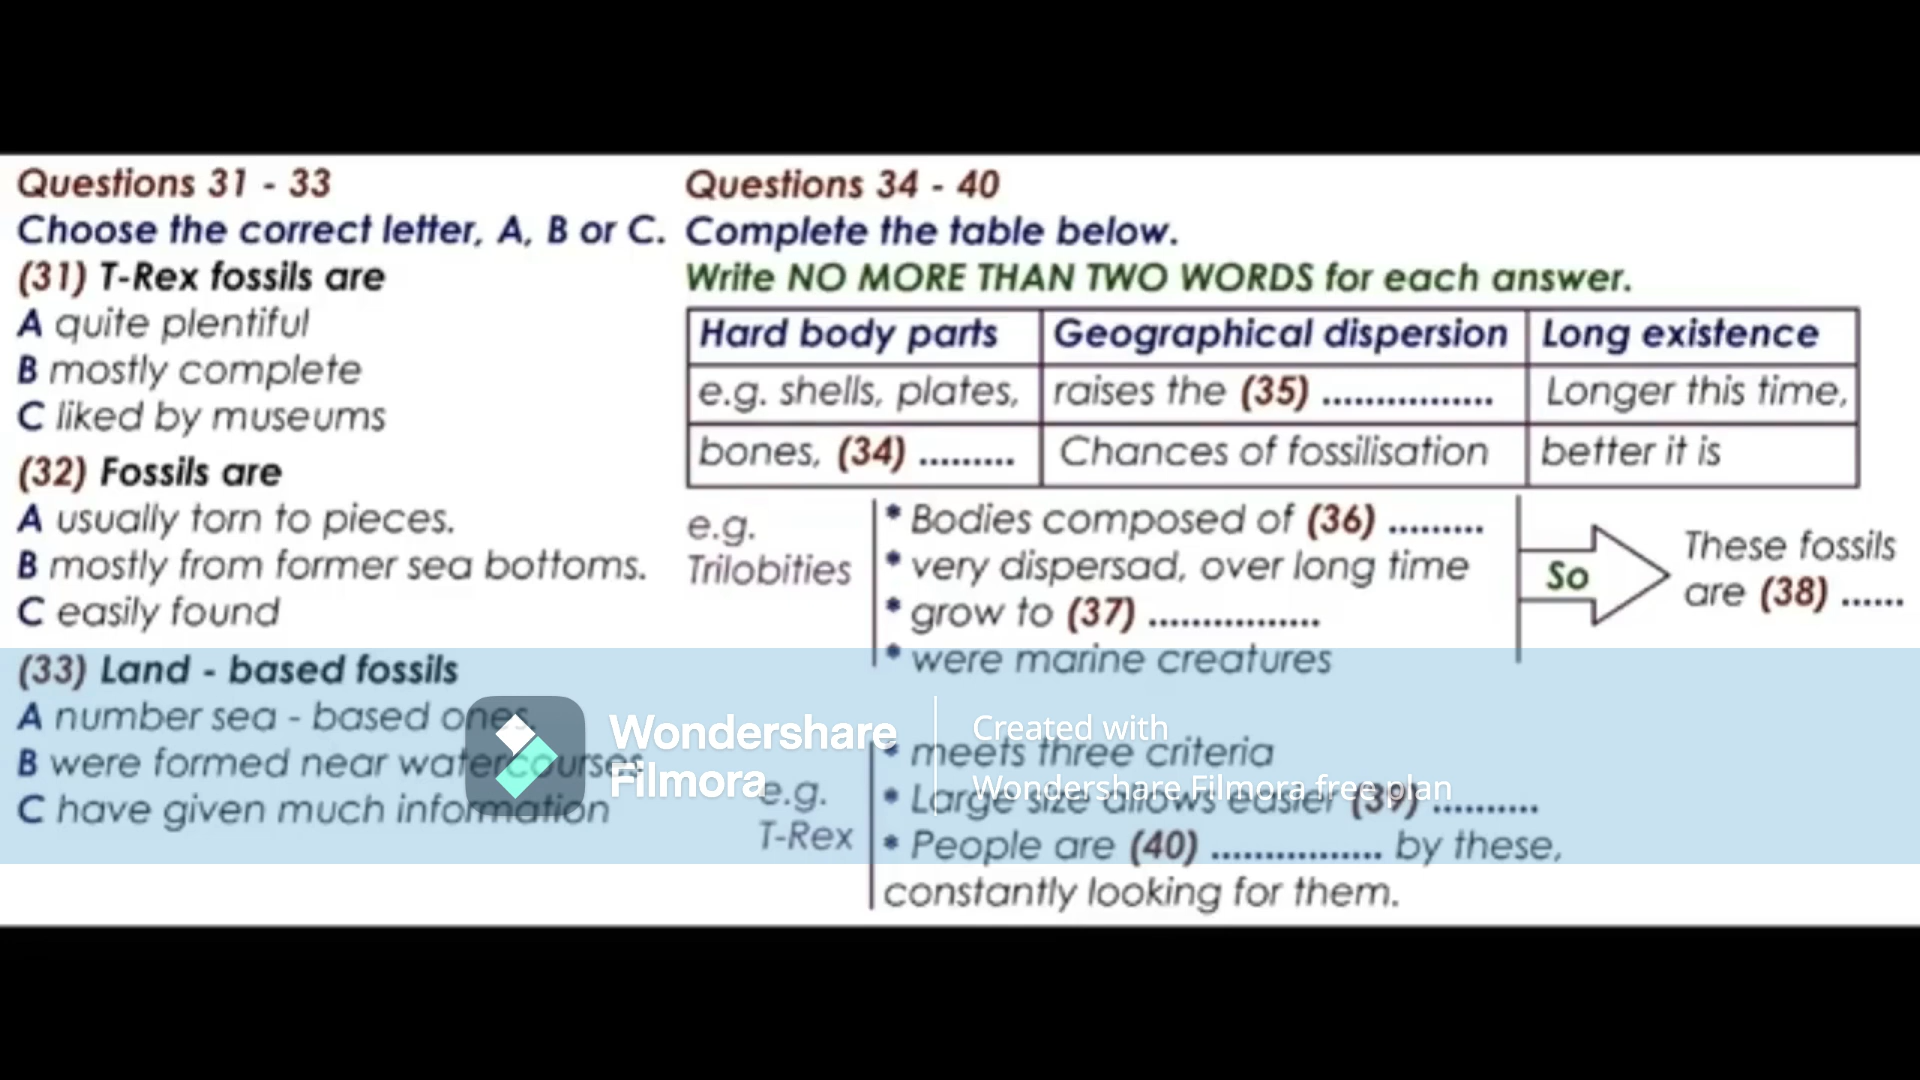 Questions 31 - 33
Choose the correct letter, A, B or C.
(31) T-Rex fossils are
A quite plentiful
B mostly complete
C liked by museums
(32) Fossils are
A usually torn to pieces.
B mostly from former sea bottoms.
C easily found
(33) Land - based fossils
A number sea - based ones.
B were formed near watercourses
C have given much information
Questions 34 - 40
Complete the table below.
Write NO MORE THAN TWO WORDS for each answer.
Hard body parts Geographical dispersion Long existence
e.g. shells, plates, raises the (35) ................ Longer this time,
bones, (34) ......... Chances of fossilisation better it is
e.g.
Trilobities
* Bodies composed of (36) .........
* very dispersad, over long time
* grow to (37) ................
* were marine creatures
So
These fossils
are (38) ......
e.g.
T-Rex
* meets three criteria
* Large size allows easier (39) ..........
* People are (40) ................ by these,
constantly looking for them.
Wondershare
Filmora
Created with
Wondershare Filmora free plan